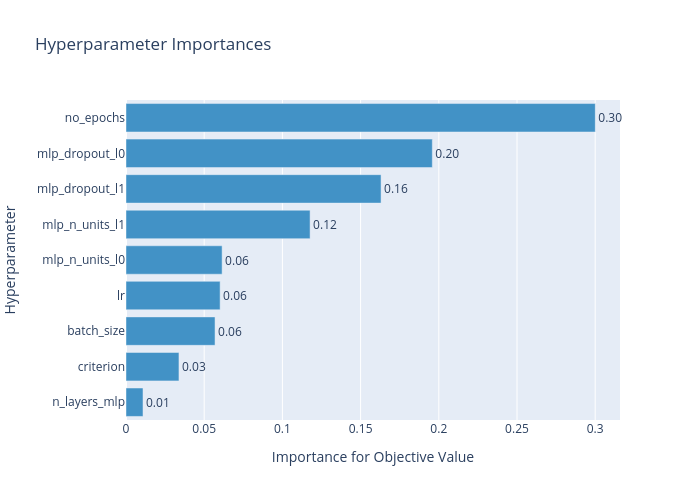 Hyperparameter Importances
Hyperparameter
no_epochs 0.30
mlp_dropout_l0 0.20
mlp_dropout_l1 0.16
mlp_n_units_l1 0.12
mlp_n_units_l0 0.06
lr 0.06
batch_size 0.06
criterion 0.03
n_layers_mlp 0.01
0 0.05 0.1 0.15 0.2 0.25 0.3
Importance for Objective Value